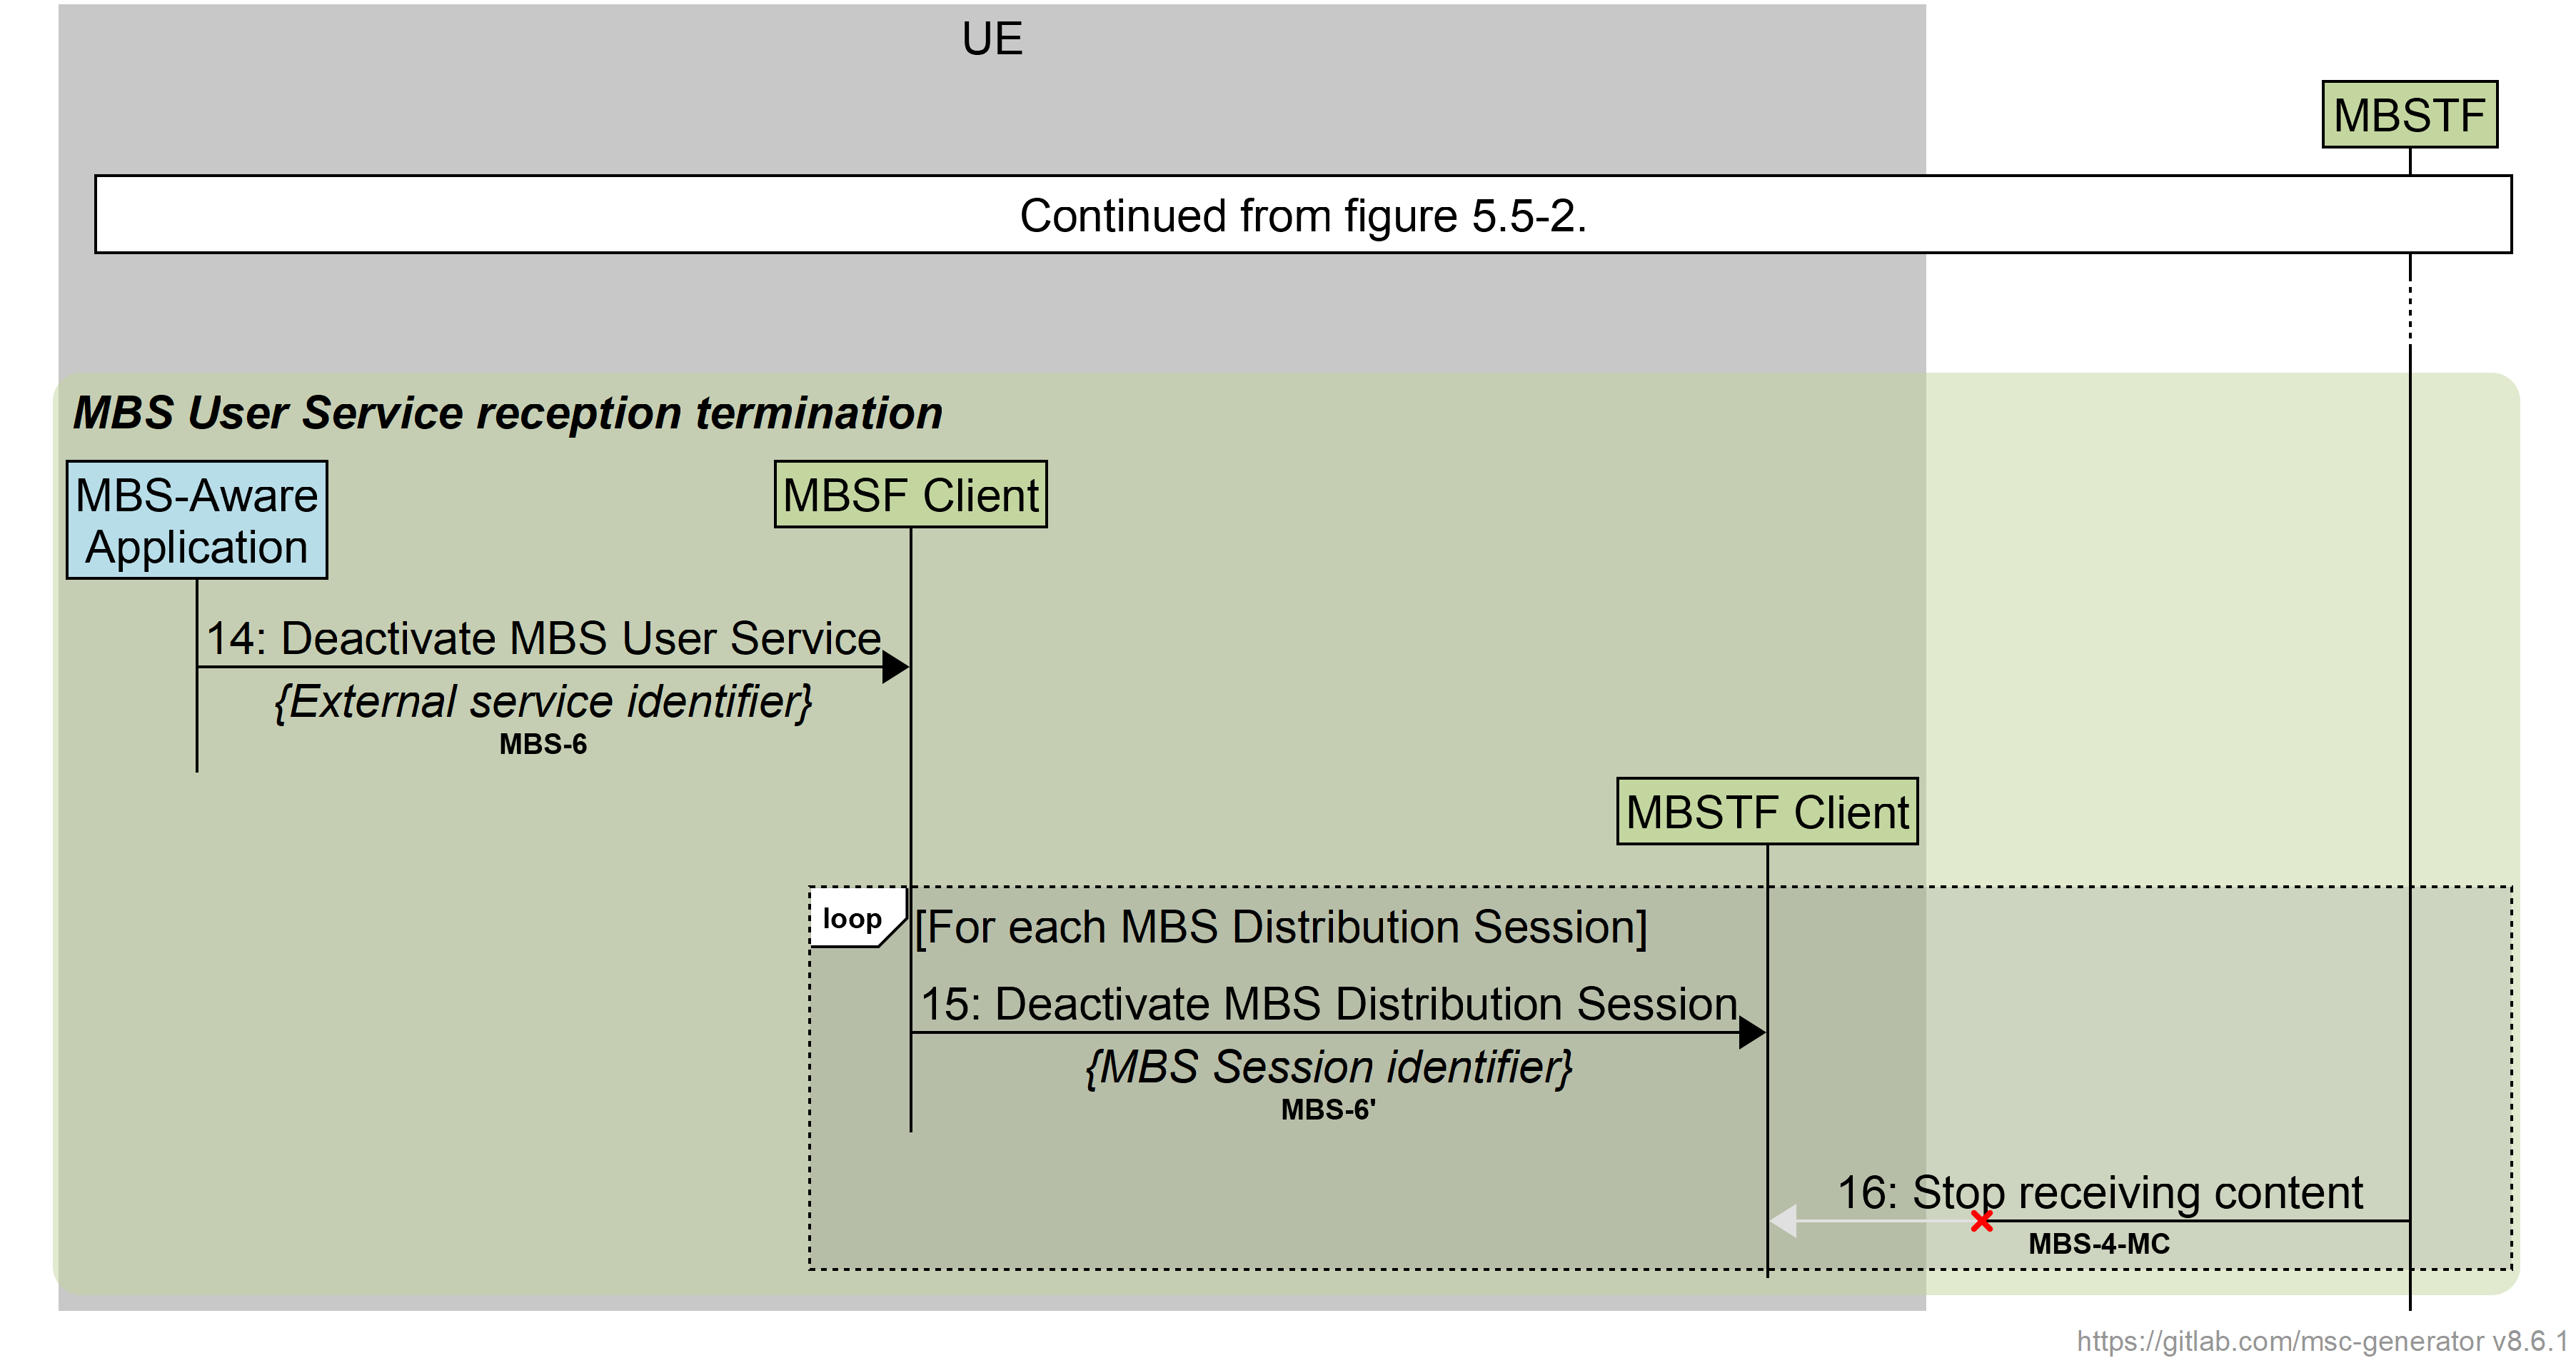 UE
MBSTF
Continued from figure 5.5-2.
MBS User Service reception termination
MBS-Aware
Application
MBSF Client
14: Deactivate MBS User Service
{External service identifier}
MBS-6
MBSTF Client
loop
[For each MBS Distribution Session]
15: Deactivate MBS Distribution Session
{MBS Session identifier}
MBS-6'
16: Stop receiving content
MBS-4-MC
https://gitlab.com/msc-generator v8.6.1